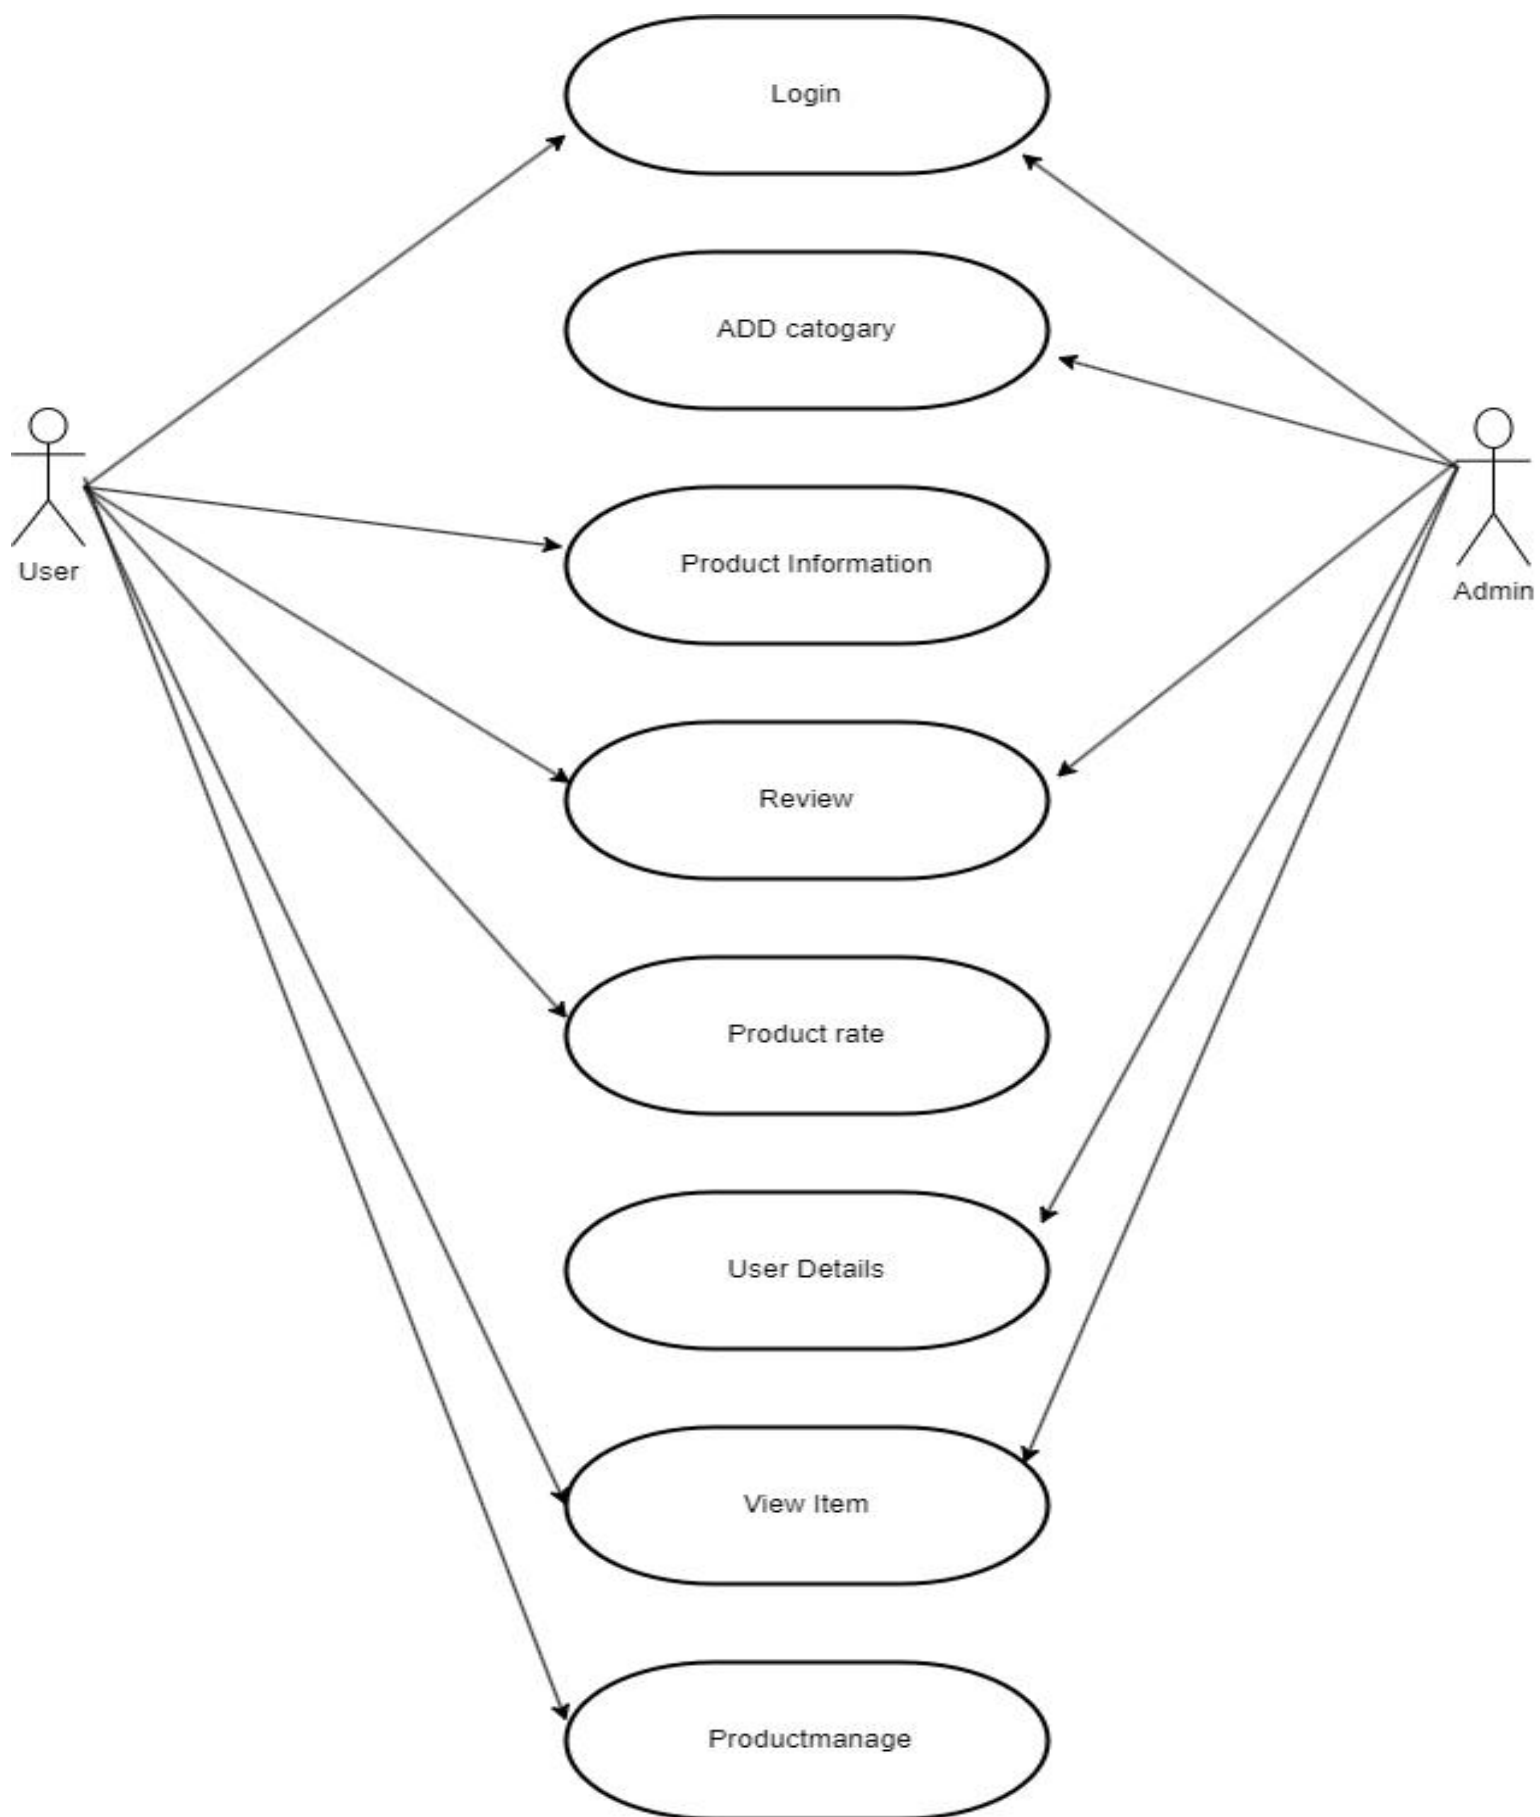 Login
ADD catogary
User
Product Information
Admin
Review
Product rate
User Details
View Item
Productmanage